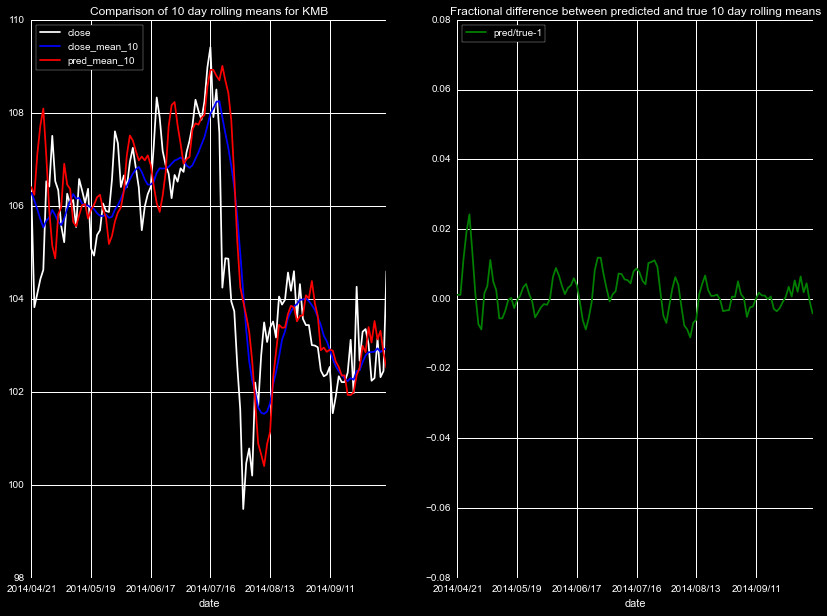 Comparison of 10 day rolling means for KMB
110
108
106
104
102
100
98
close
close_mean_10
pred_mean_10
2014/04/21 2014/05/19 2014/06/17 2014/07/16 2014/08/13 2014/09/11
date
Fractional difference between predicted and true 10 day rolling means
0.08
0.06
0.04
0.02
0.00
−0.02
−0.04
−0.06
−0.08
pred/true-1
2014/04/21 2014/05/19 2014/06/17 2014/07/16 2014/08/13 2014/09/11
date